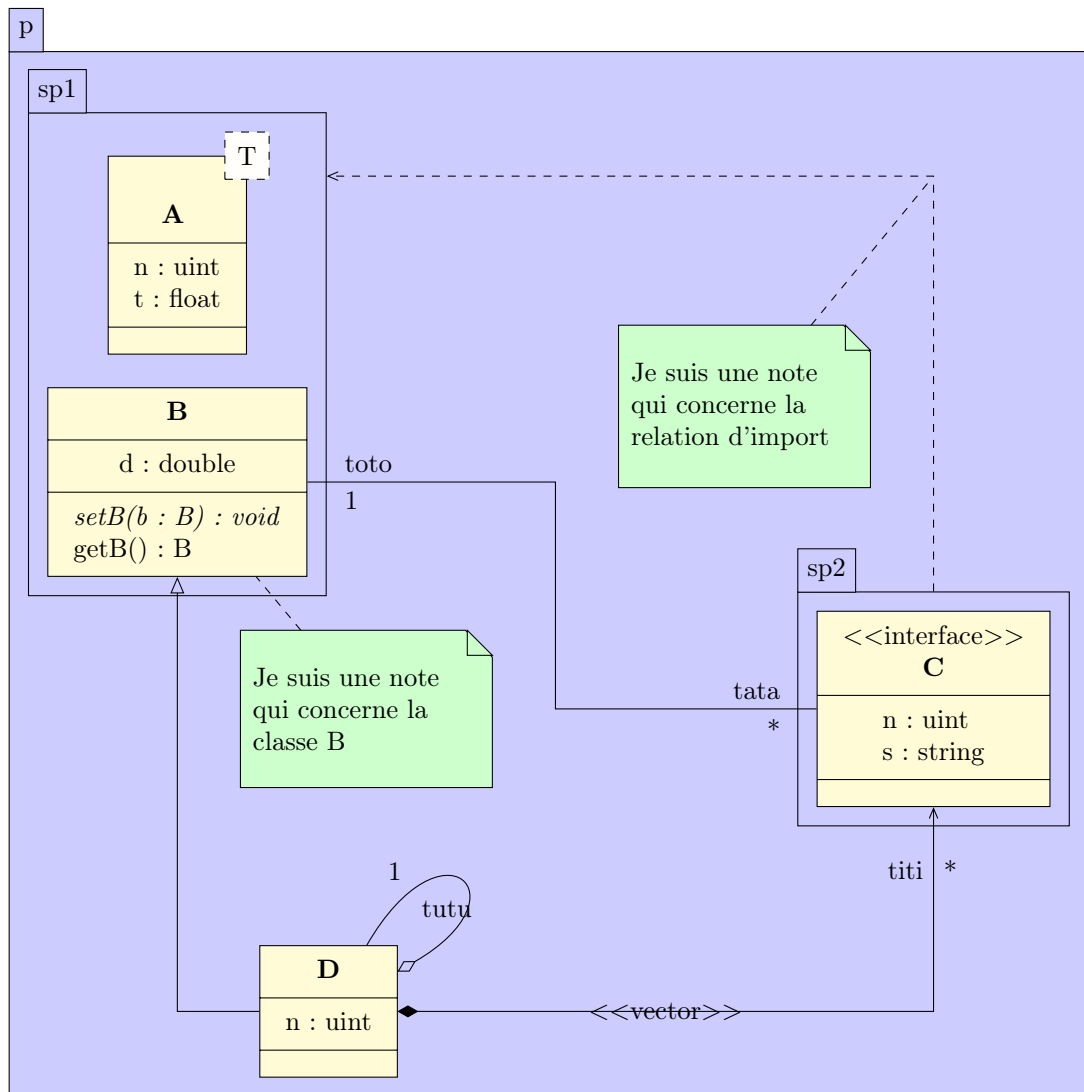 p
sp1
T
A
n : uint
t : float
B
d : double
setB(b : B) : void
getB() : B
toto
1
Je suis une note
qui concerne la
relation d'import
sp2
<<interface>>
C
n : uint
s : string
tata
*
Je suis une note
qui concerne la
classe B
titi
*
1
tutu
D
n : uint
<<vector>>